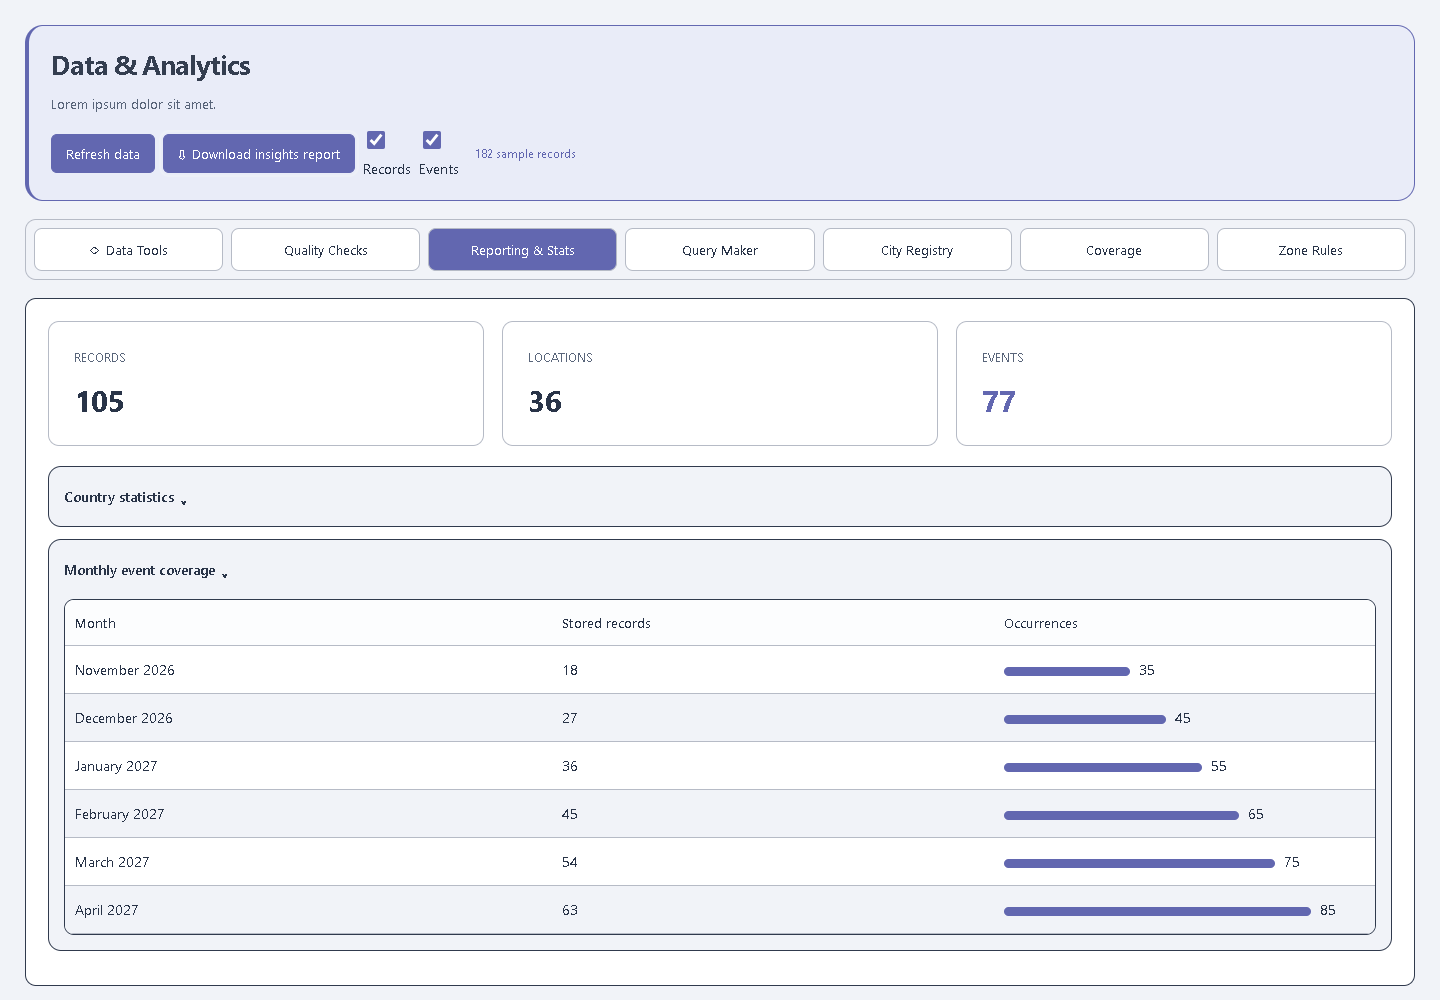 Data & Analytics
Lorem ipsum dolor sit amet.
Refresh data
⇩ Download insights report
Records
Events
182 sample records
◇ Data Tools
Quality Checks
Reporting & Stats
Query Maker
City Registry
Coverage
Zone Rules
RECORDS
105
LOCATIONS
36
EVENTS
77
Country statistics
Monthly event coverage
Month Stored records Occurrences
November 2026 18 35
December 2026 27 45
January 2027 36 55
February 2027 45 65
March 2027 54 75
April 2027 63 85